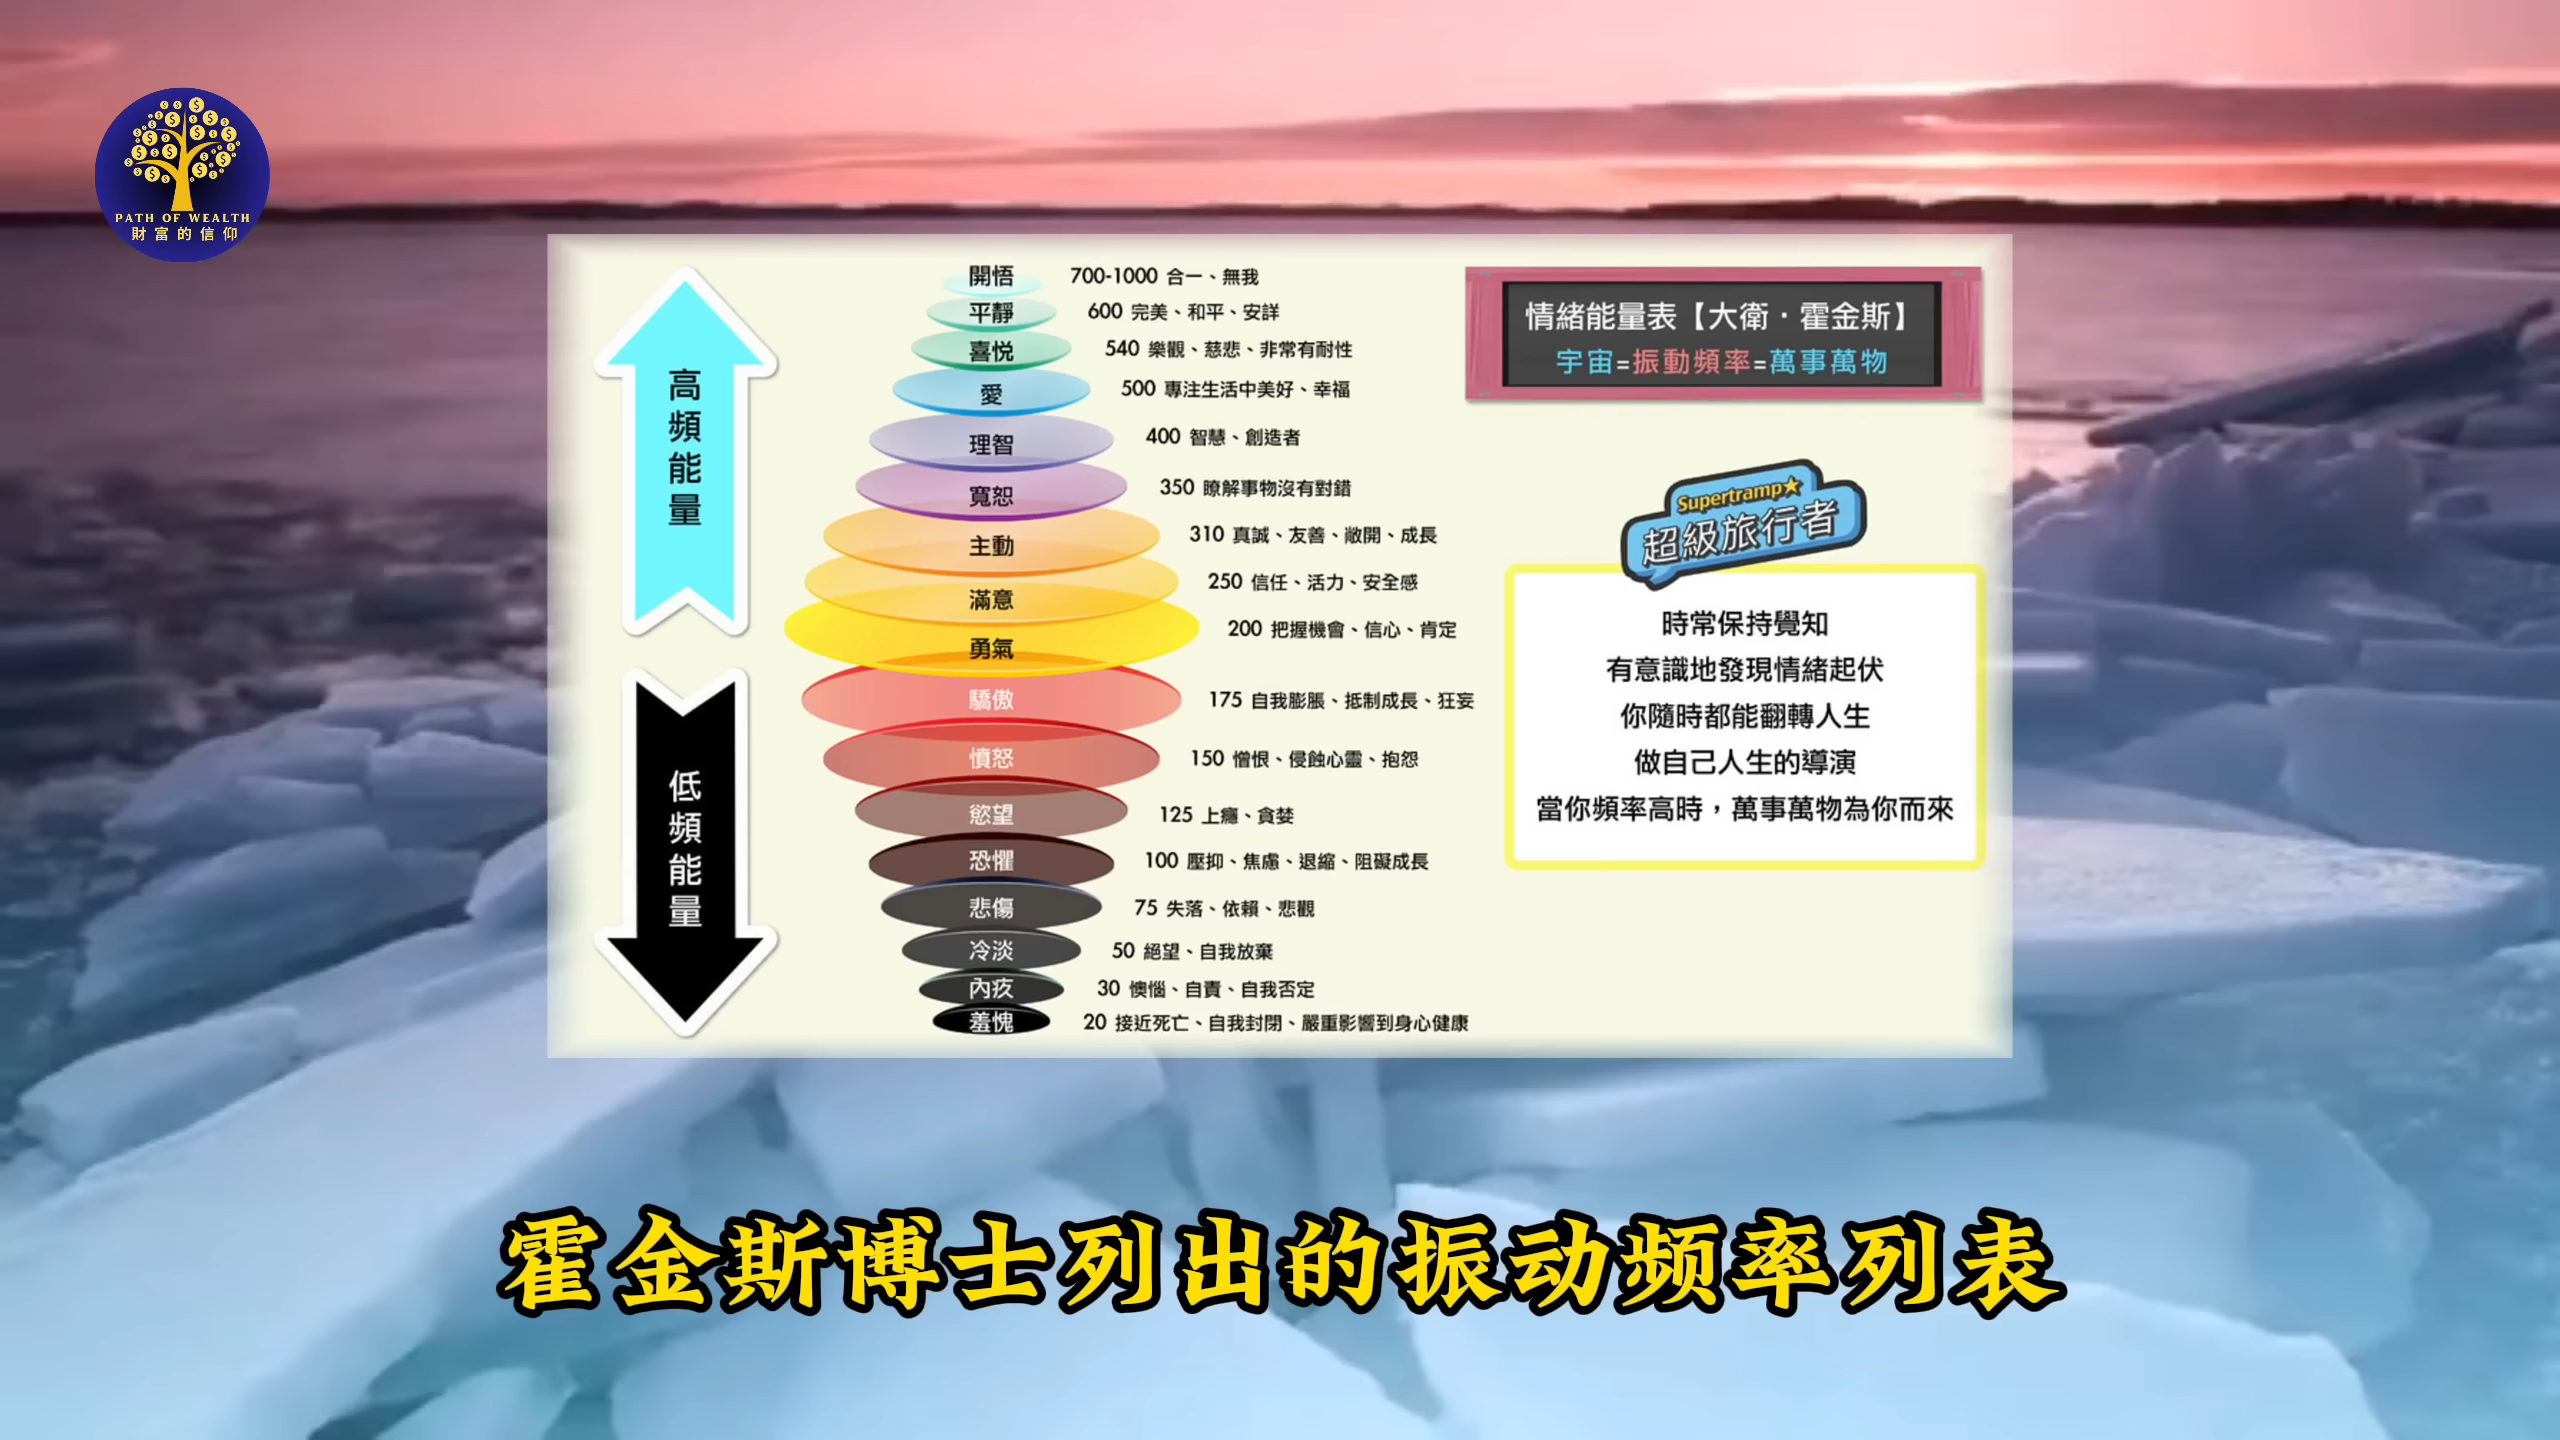 PATH OF WEALTH
財富的信仰
情緒能量表【大衛・霍金斯】
宇宙=振動頻率=萬事萬物
高頻能量
低頻能量
開悟 700-1000 合一、無我
平靜 600 完美、和平、安詳
喜悅 540 樂觀、慈悲、非常有耐性
愛 500 專注生活中美好、幸福
理智 400 智慧、創造者
寬恕 350 瞭解事物沒有對錯
主動 310 真誠、友善、敞開、成長
滿意 250 信任、活力、安全感
勇氣 200 把握機會、信心、肯定
驕傲 175 自我膨脹、抵制成長、狂妄
憤怒 150 憎恨、侵蝕心靈、抱怨
慾望 125 上癮、貪婪
恐懼 100 壓抑、焦慮、退縮、阻礙成長
悲傷 75 失落、依賴、悲觀
冷淡 50 絕望、自我放棄
內疚 30 懊惱、自責、自我否定
羞愧 20 接近死亡、自我封閉、嚴重影響到身心健康
Supertramp★
超級旅行者
時常保持覺知
有意識地發現情緒起伏
你隨時都能翻轉人生
做自己人生的導演
當你頻率高時，萬事萬物為你而來
霍金斯博士列出的振动频率列表